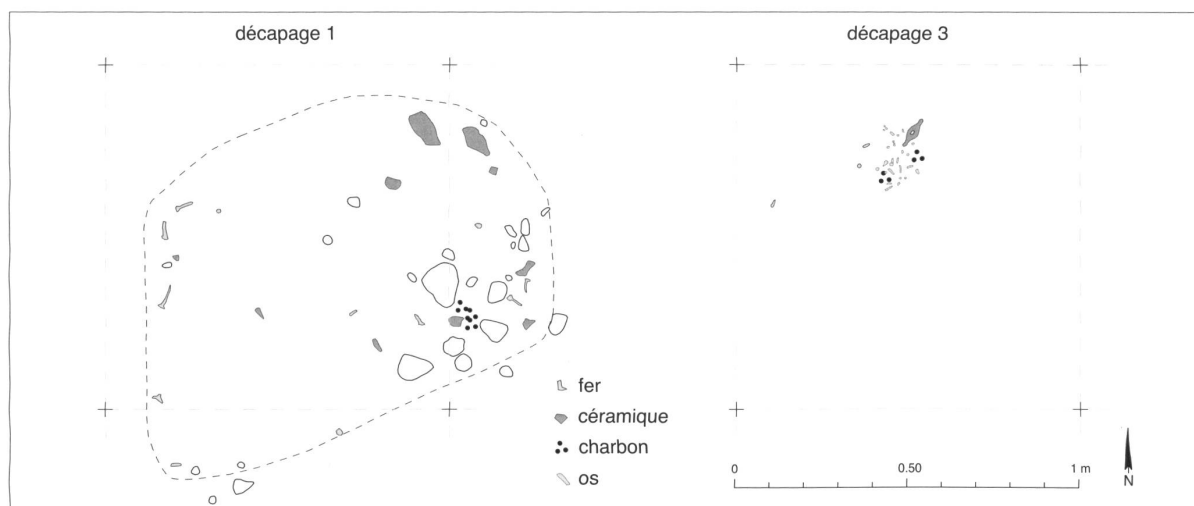 décapage 1
décapage 3
fer
céramique
charbon
os
0 0.50 1 m
N